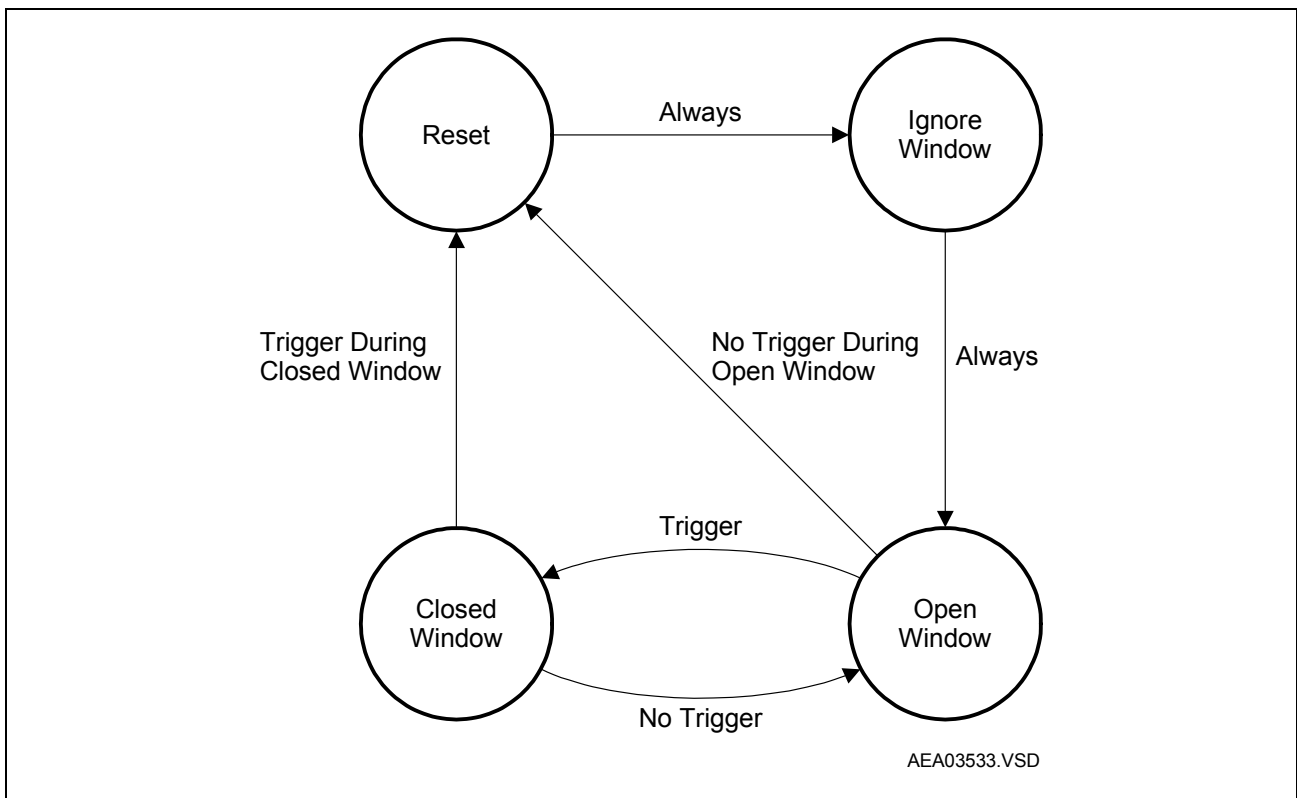 Reset
Always
Ignore
Window
Trigger During
Closed Window
No Trigger During
Open Window
Always
Trigger
Closed
Window
Open
Window
No Trigger
AEA03533.VSD